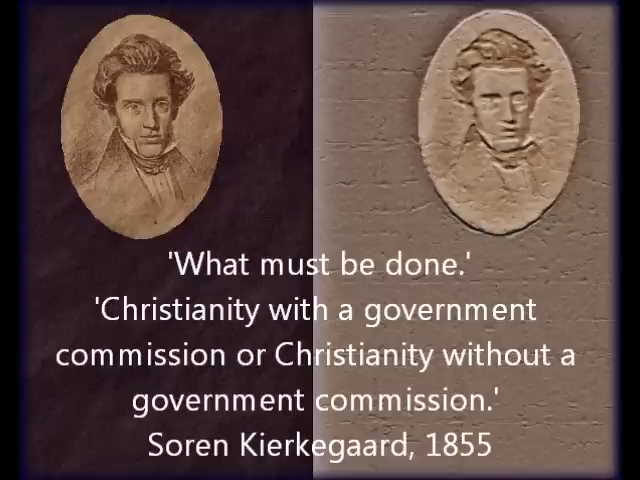 'What must be done.'
'Christianity with a government
commission or Christianity without a
government commission.'
Soren Kierkegaard, 1855